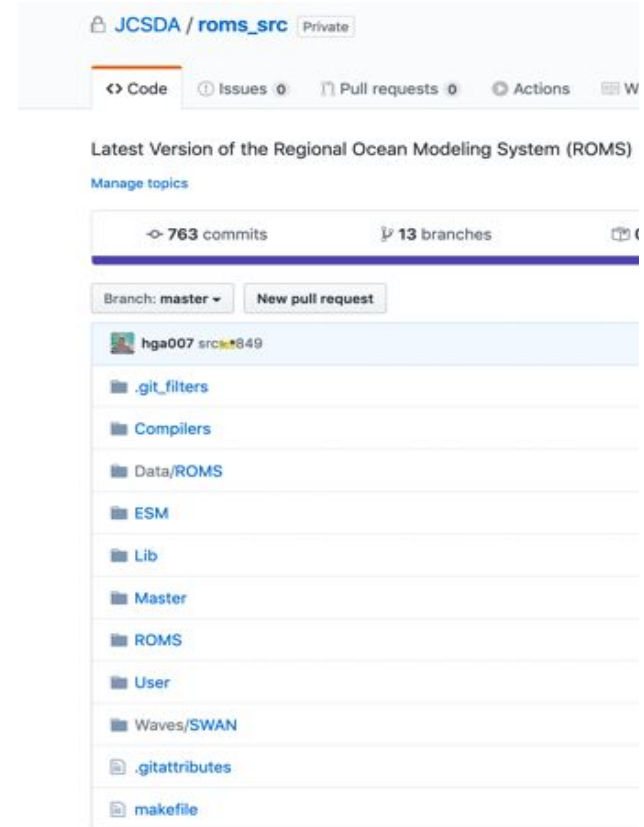 JCSDA / roms_src Private
Code Issues 0 Pull requests 0 Actions
Latest Version of the Regional Ocean Modeling System (ROMS)
Manage topics
763 commits 13 branches
Branch: master New pull request
hga007 src 849
.git_filters
Compilers
Data/ROMS
ESM
Lib
Master
ROMS
User
Waves/SWAN
.gitattributes
makefile